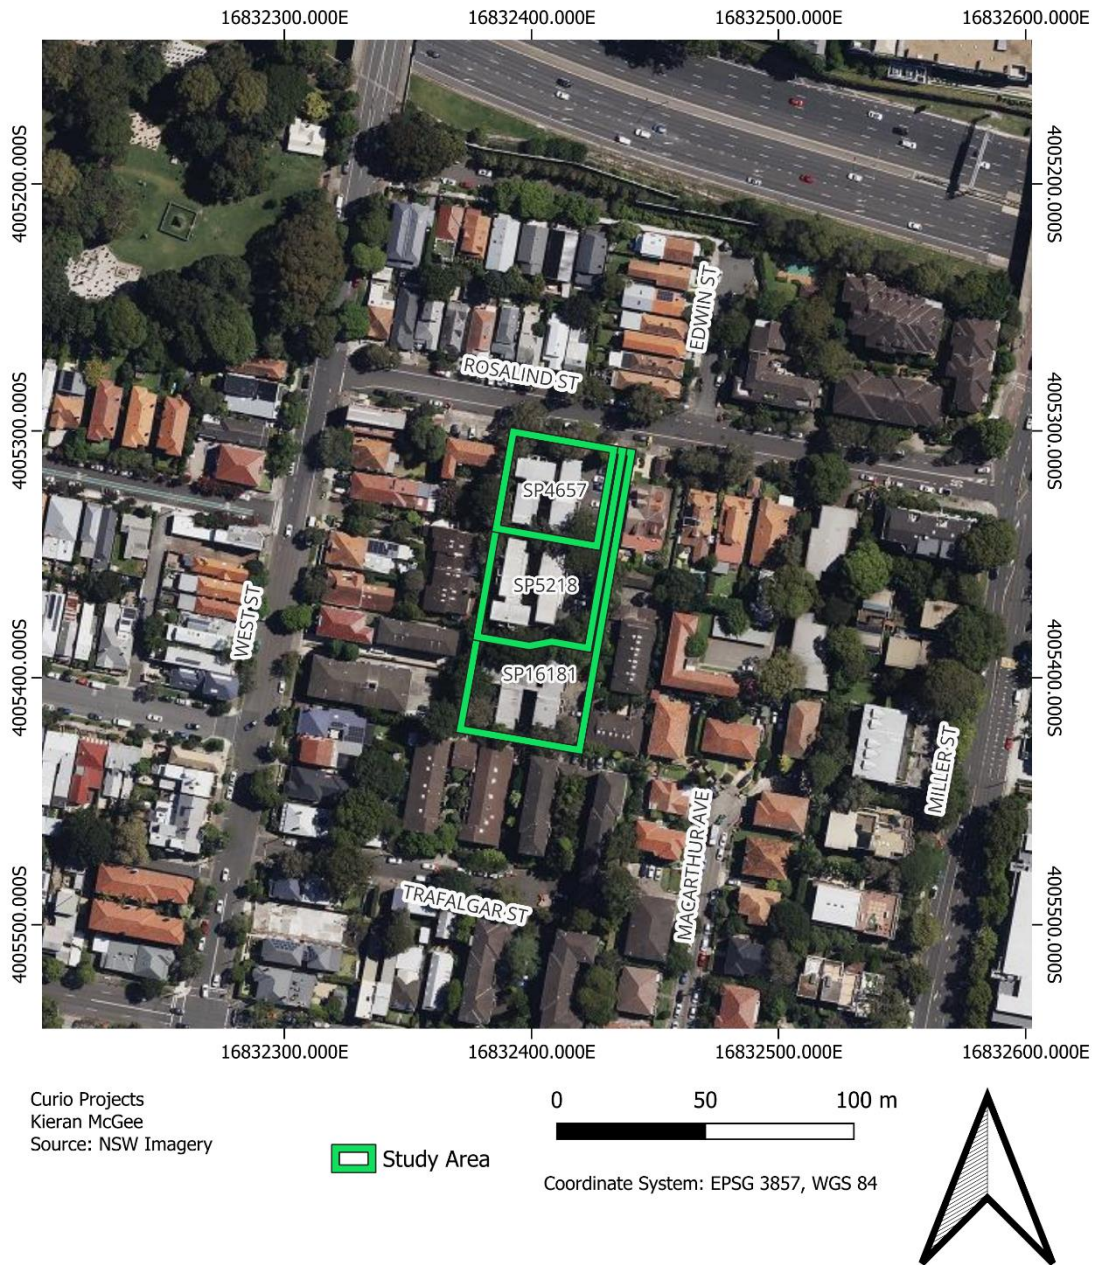 16832300.000E 16832400.000E 16832500.000E 16832600.000E
4005200.000S
4005200.000S
EDWIN ST
ROSALIND ST
4005300.000S
4005300.000S
SP4657
SP5218
WEST ST
SP16181
4005400.000S
4005400.000S
MILLER ST
MACARTHUR AVE
TRAFALGAR ST
4005500.000S
4005500.000S
16832300.000E 16832400.000E 16832500.000E 16832600.000E
Curio Projects
Kieran McGee
Source: NSW Imagery
Study Area
0 50 100 m
Coordinate System: EPSG 3857, WGS 84